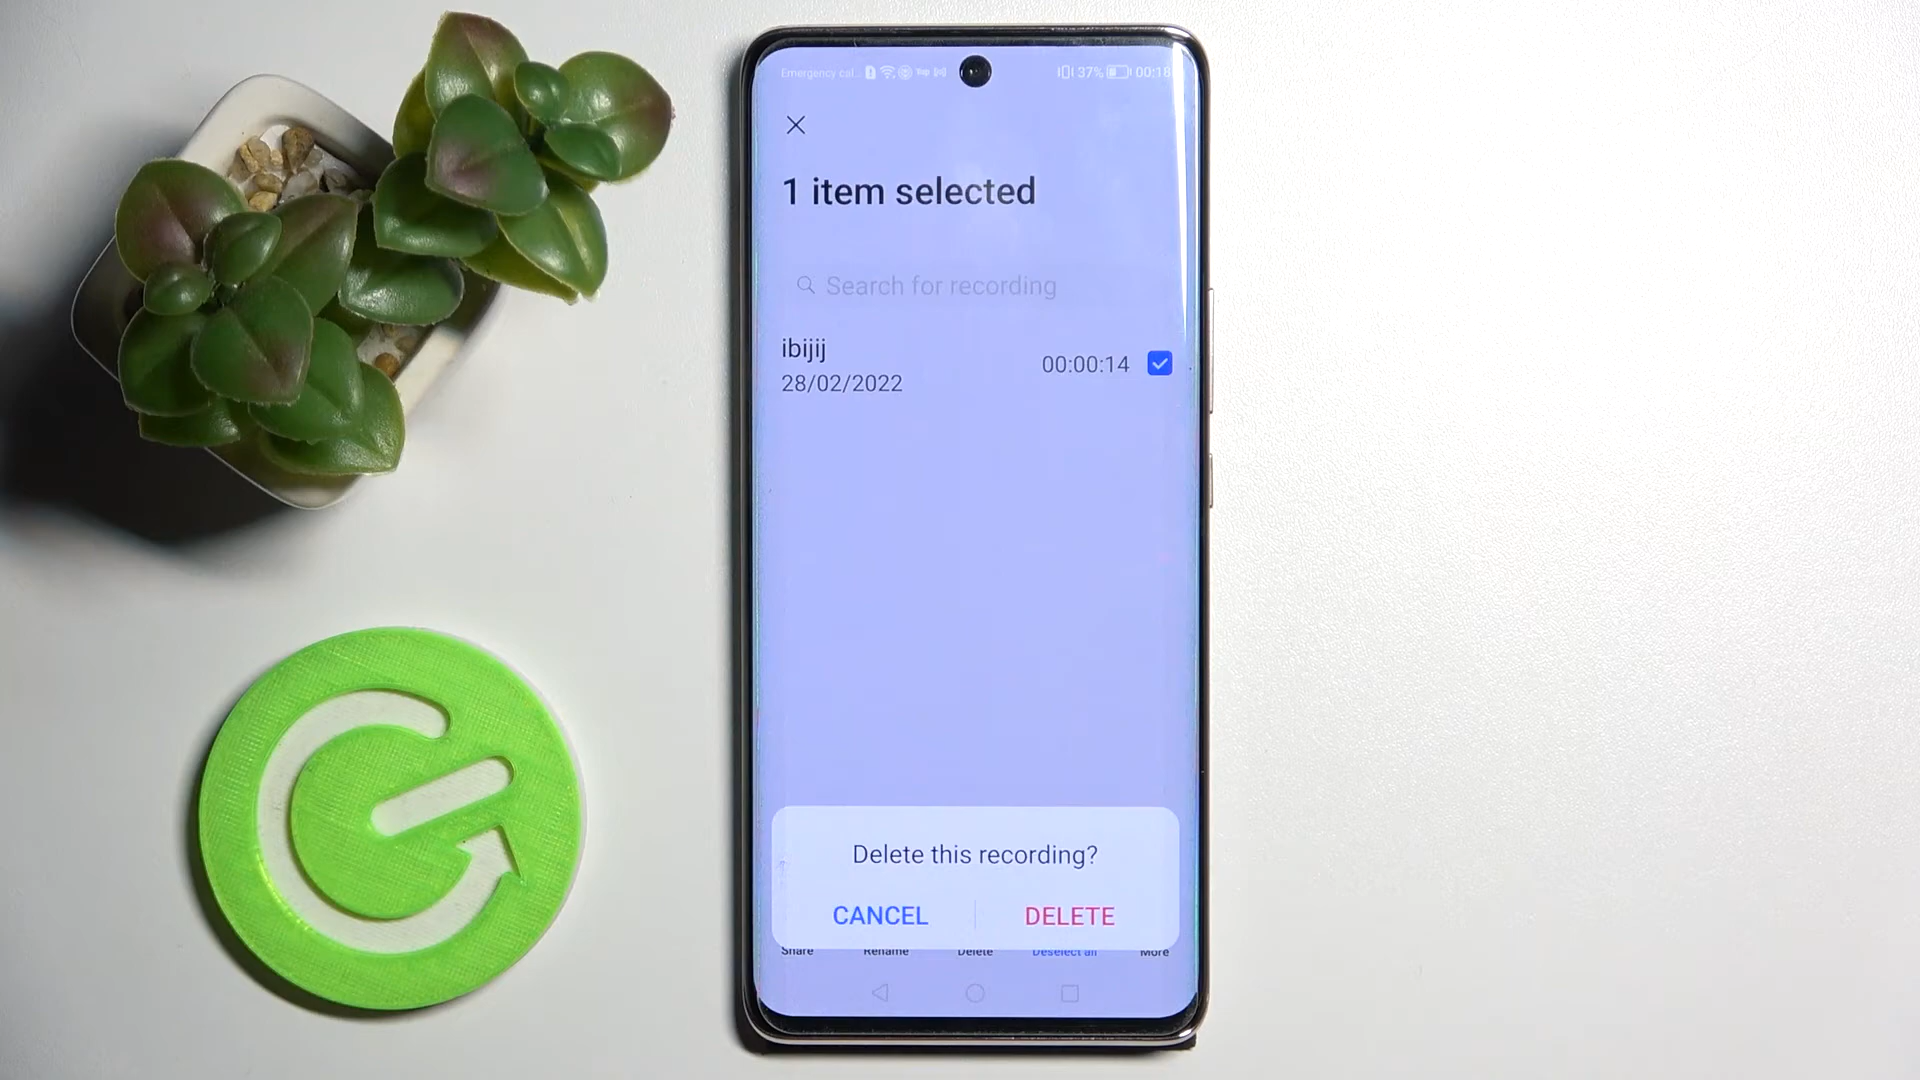 Emergency cal... 37% 00:18
1 item selected
Search for recording
ibijij
00:00:14
28/02/2022
Delete this recording?
CANCEL DELETE
Share Rename Delete Deselect all More